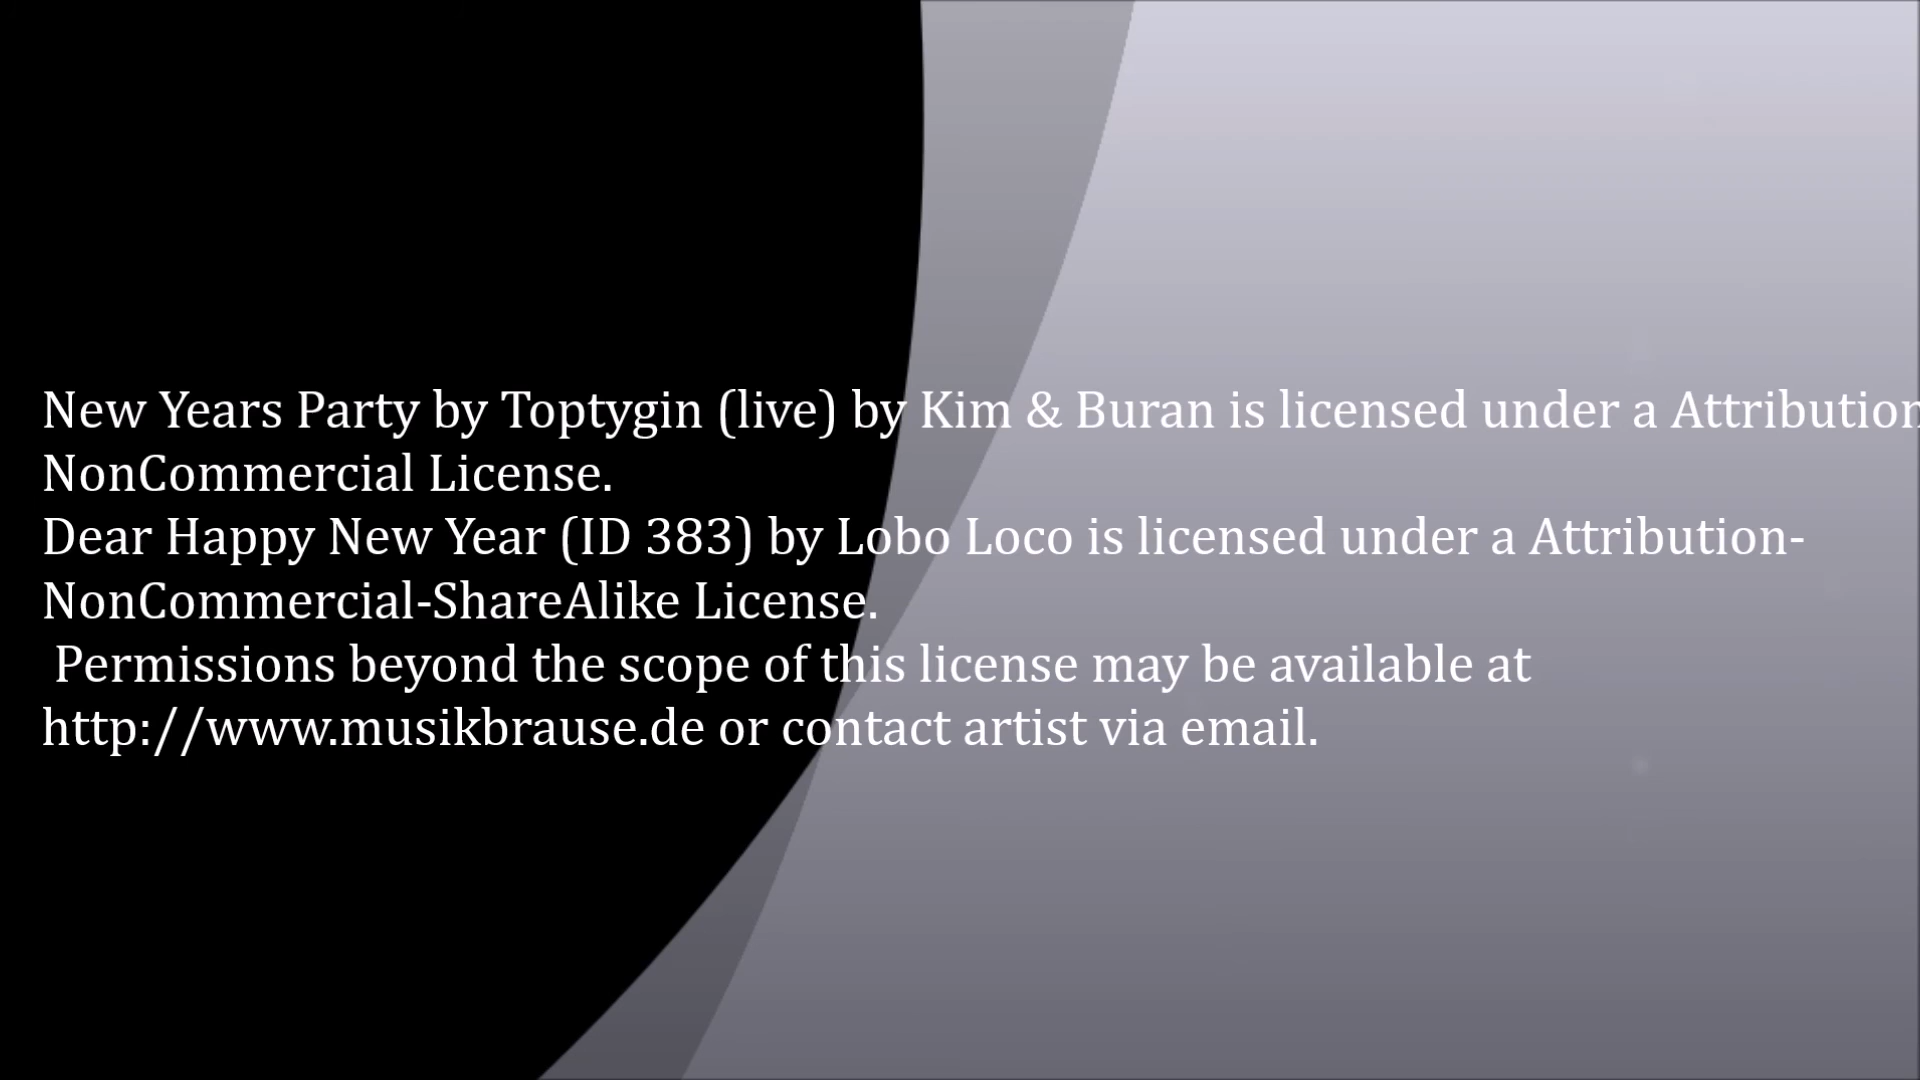 New Years Party by Toptygin (live) by Kim & Buran is licensed under a Attribution
NonCommercial License.
Dear Happy New Year (ID 383) by Lobo Loco is licensed under a Attribution-
NonCommercial-ShareAlike License.
Permissions beyond the scope of this license may be available at
http://www.musikbrause.de or contact artist via email.